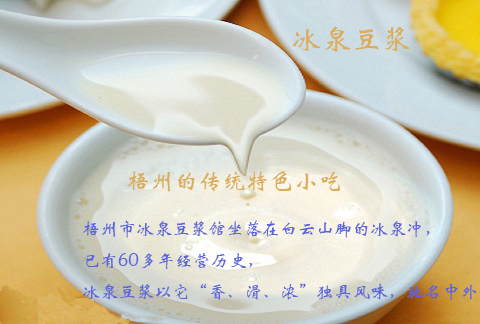 冰泉豆浆
梧州的传统特色小吃
梧州市冰泉豆浆馆坐落在白云山脚的冰泉冲，
已有60多年经营历史，
冰泉豆浆以它“香、滑、浓”独具风味，驰名中外